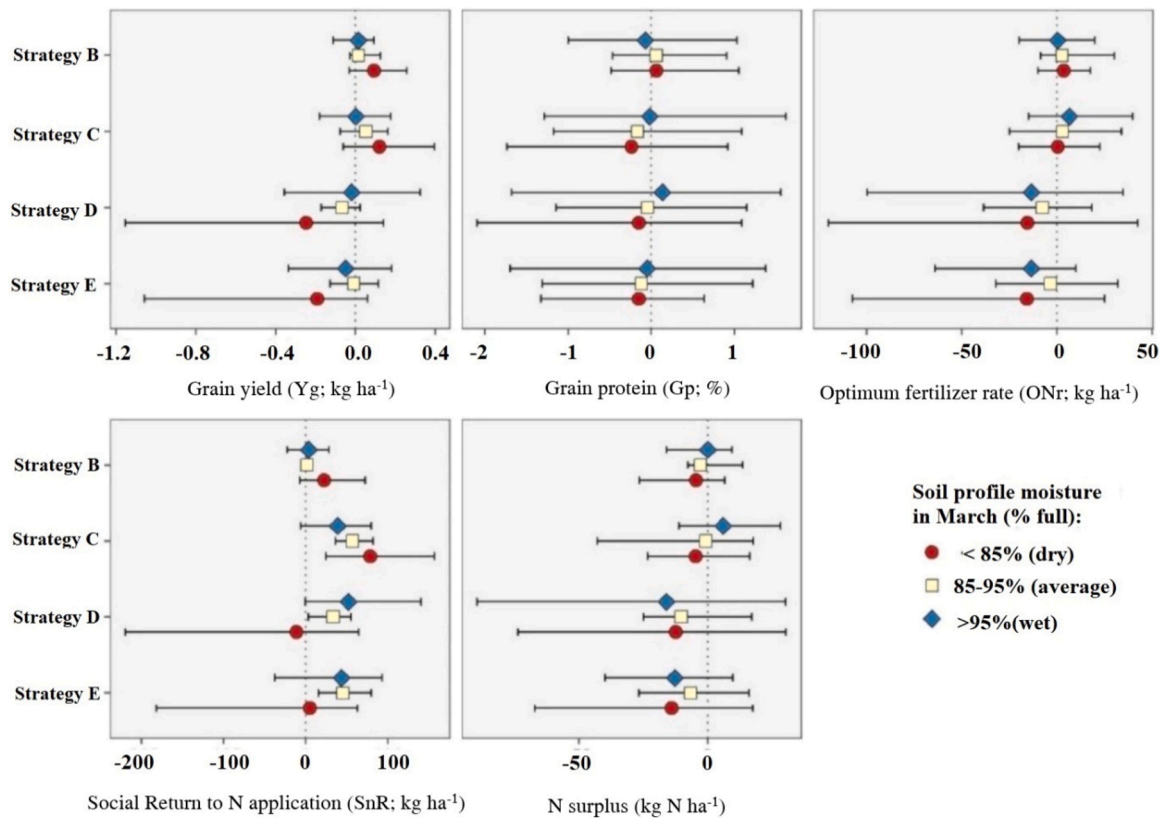 Strategy B
Strategy C
Strategy D
Strategy E
-1.2 -0.8 -0.4 0.0 0.4
Grain yield (Yg; kg ha⁻¹)
-2 -1 0 1
Grain protein (Gp; %)
-100 -50 0 50
Optimum fertilizer rate (ONr; kg ha⁻¹)
Strategy B
Strategy C
Strategy D
Strategy E
-200 -100 0 100
Social Return to N application (SnR; kg ha⁻¹)
-50 0
N surplus (kg N ha⁻¹)
Soil profile moisture
in March (% full):
< 85% (dry)
85-95% (average)
>95%(wet)